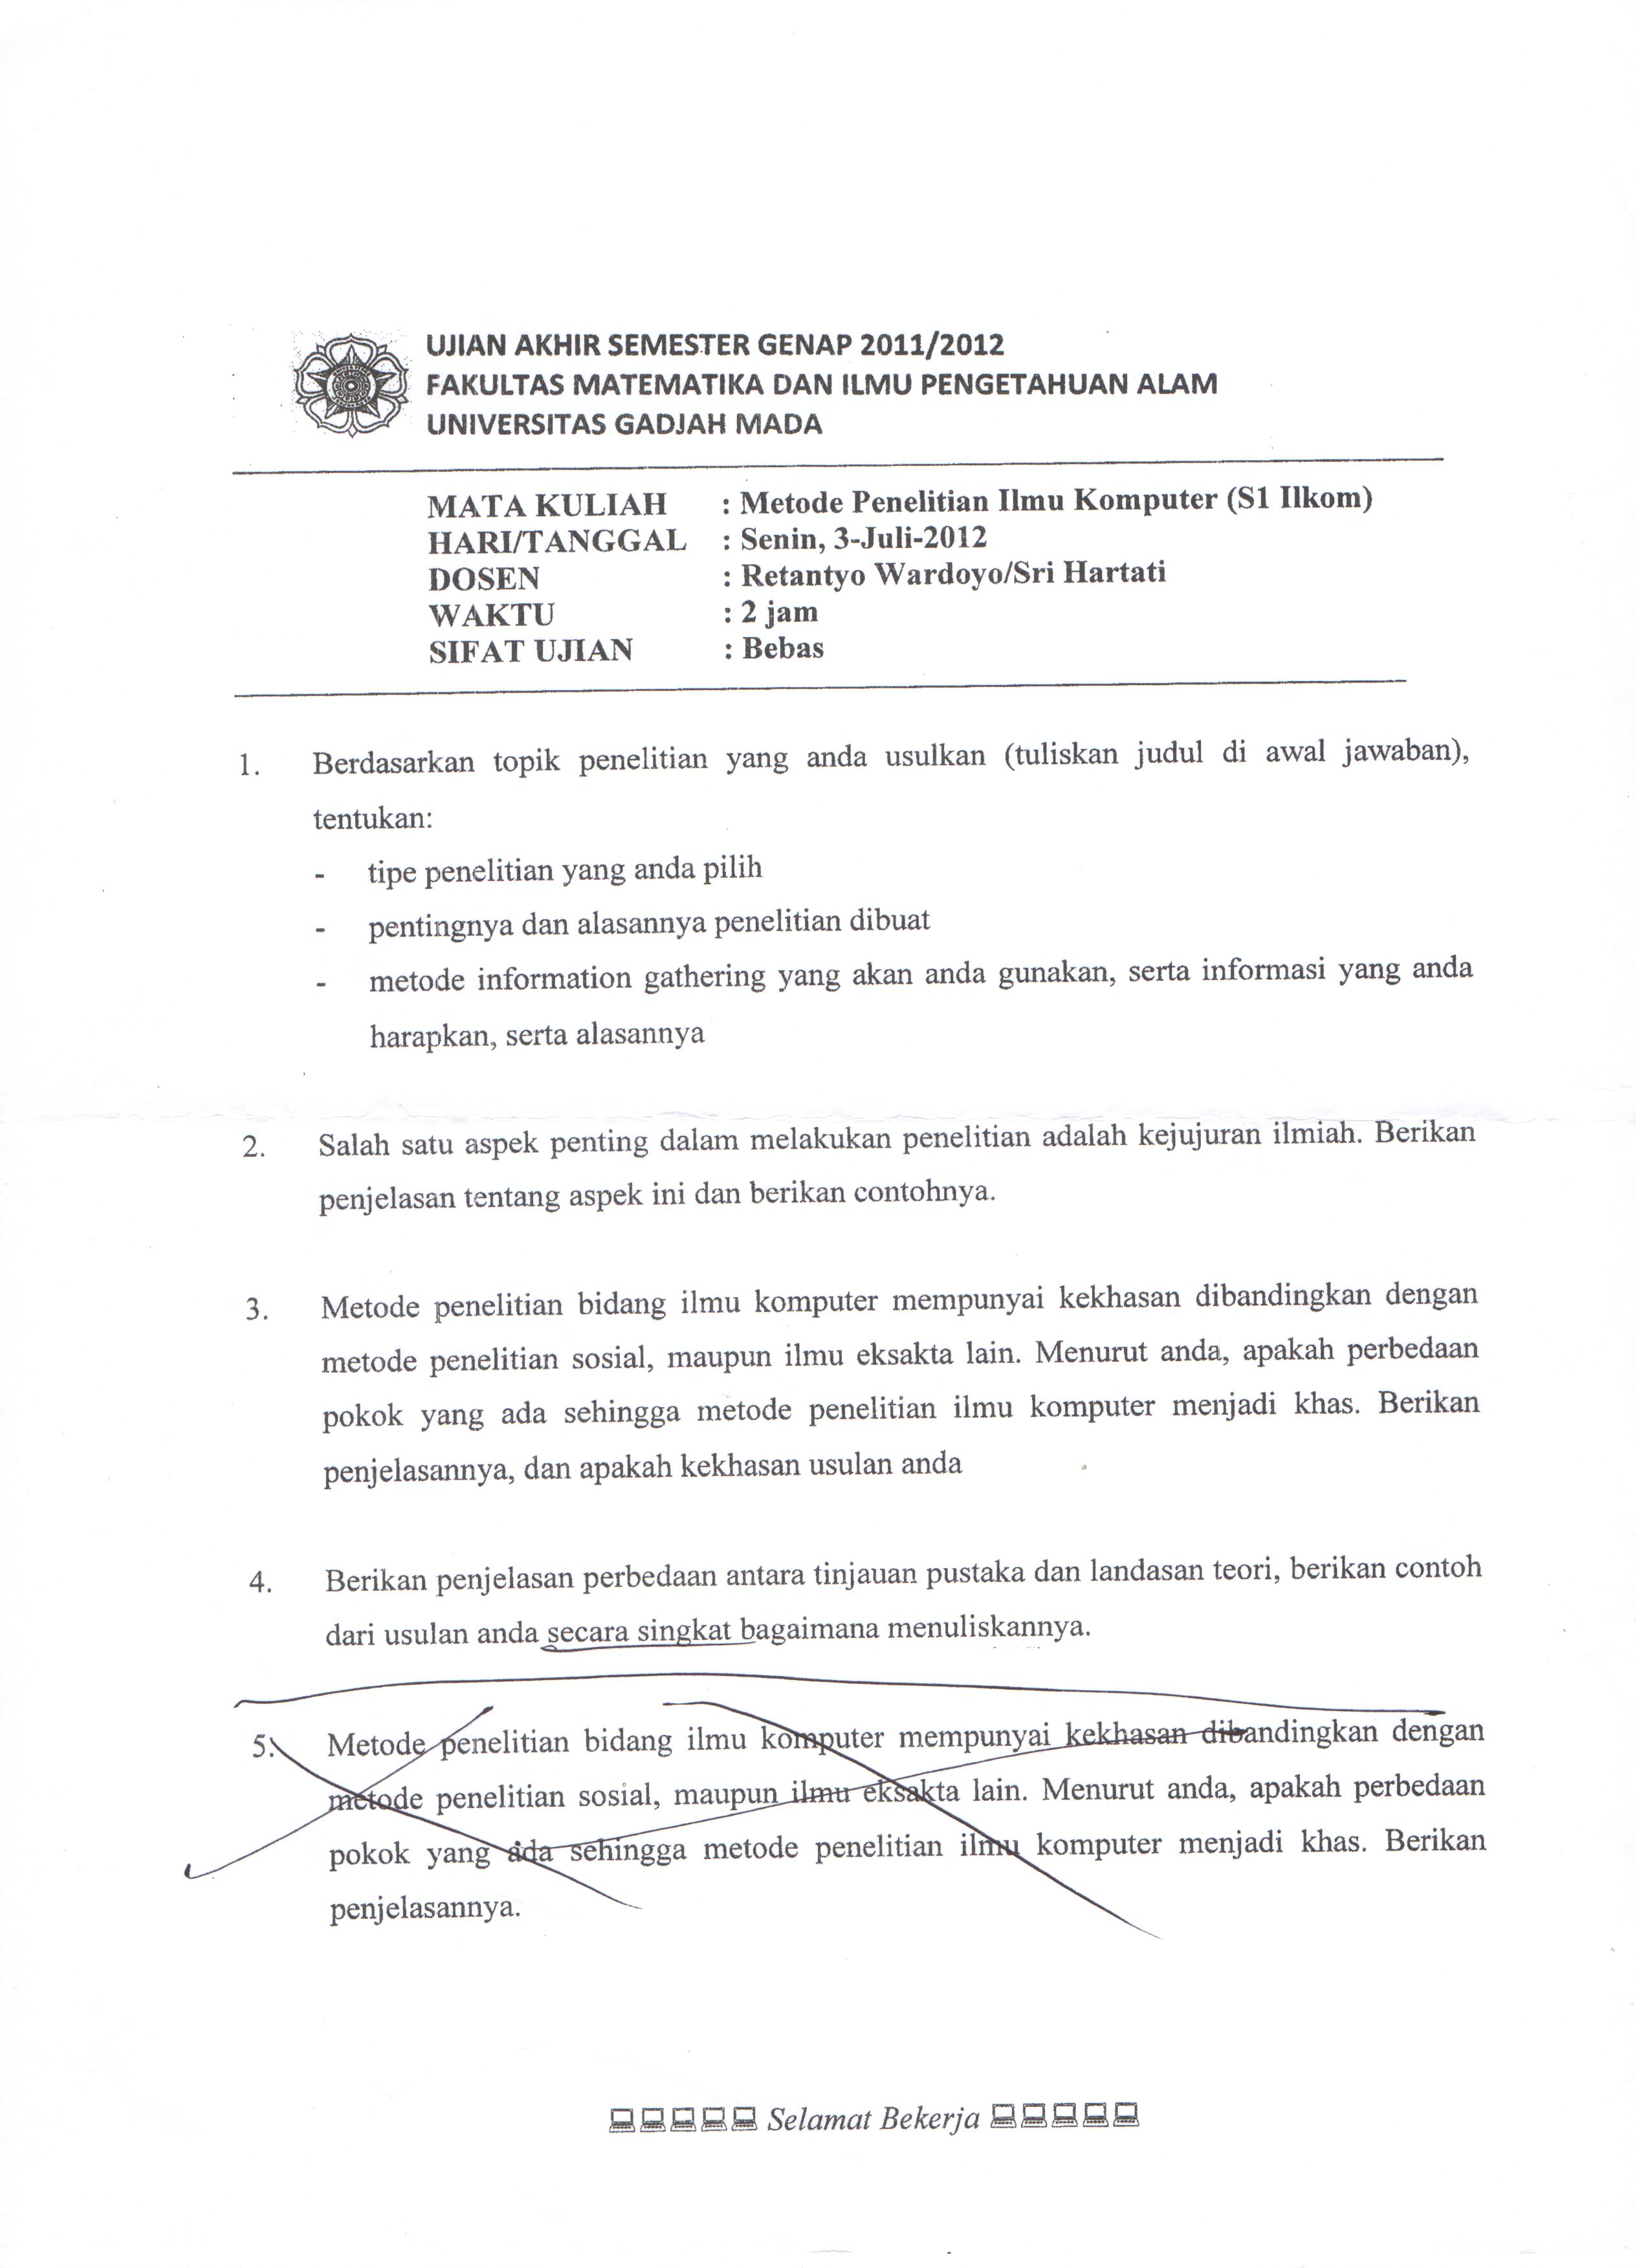 UJIAN AKHIR SEMESTER GENAP 2011/2012
FAKULTAS MATEMATIKA DAN ILMU PENGETAHUAN ALAM
UNIVERSITAS GADJAH MADA
MATA KULIAH : Metode Penelitian Ilmu Komputer (S1 Ilkom)
HARI/TANGGAL : Senin, 3-Juli-2012
DOSEN : Retantyo Wardoyo/Sri Hartati
WAKTU : 2 jam
SIFAT UJIAN : Bebas
1. Berdasarkan topik penelitian yang anda usulkan (tuliskan judul di awal jawaban),
tentukan:
- tipe penelitian yang anda pilih
- pentingnya dan alasannya penelitian dibuat
- metode information gathering yang akan anda gunakan, serta informasi yang anda
harapkan, serta alasannya
2. Salah satu aspek penting dalam melakukan penelitian adalah kejujuran ilmiah. Berikan
penjelasan tentang aspek ini dan berikan contohnya.
3. Metode penelitian bidang ilmu komputer mempunyai kekhasan dibandingkan dengan
metode penelitian sosial, maupun ilmu eksakta lain. Menurut anda, apakah perbedaan
pokok yang ada sehingga metode penelitian ilmu komputer menjadi khas. Berikan
penjelasannya, dan apakah kekhasan usulan anda
4. Berikan penjelasan perbedaan antara tinjauan pustaka dan landasan teori, berikan contoh
dari usulan anda secara singkat bagaimana menuliskannya.
5. Metode penelitian bidang ilmu komputer mempunyai kekhasan dibandingkan dengan
metode penelitian sosial, maupun ilmu eksakta lain. Menurut anda, apakah perbedaan
pokok yang ada sehingga metode penelitian ilmu komputer menjadi khas. Berikan
penjelasannya.
Selamat Bekerja